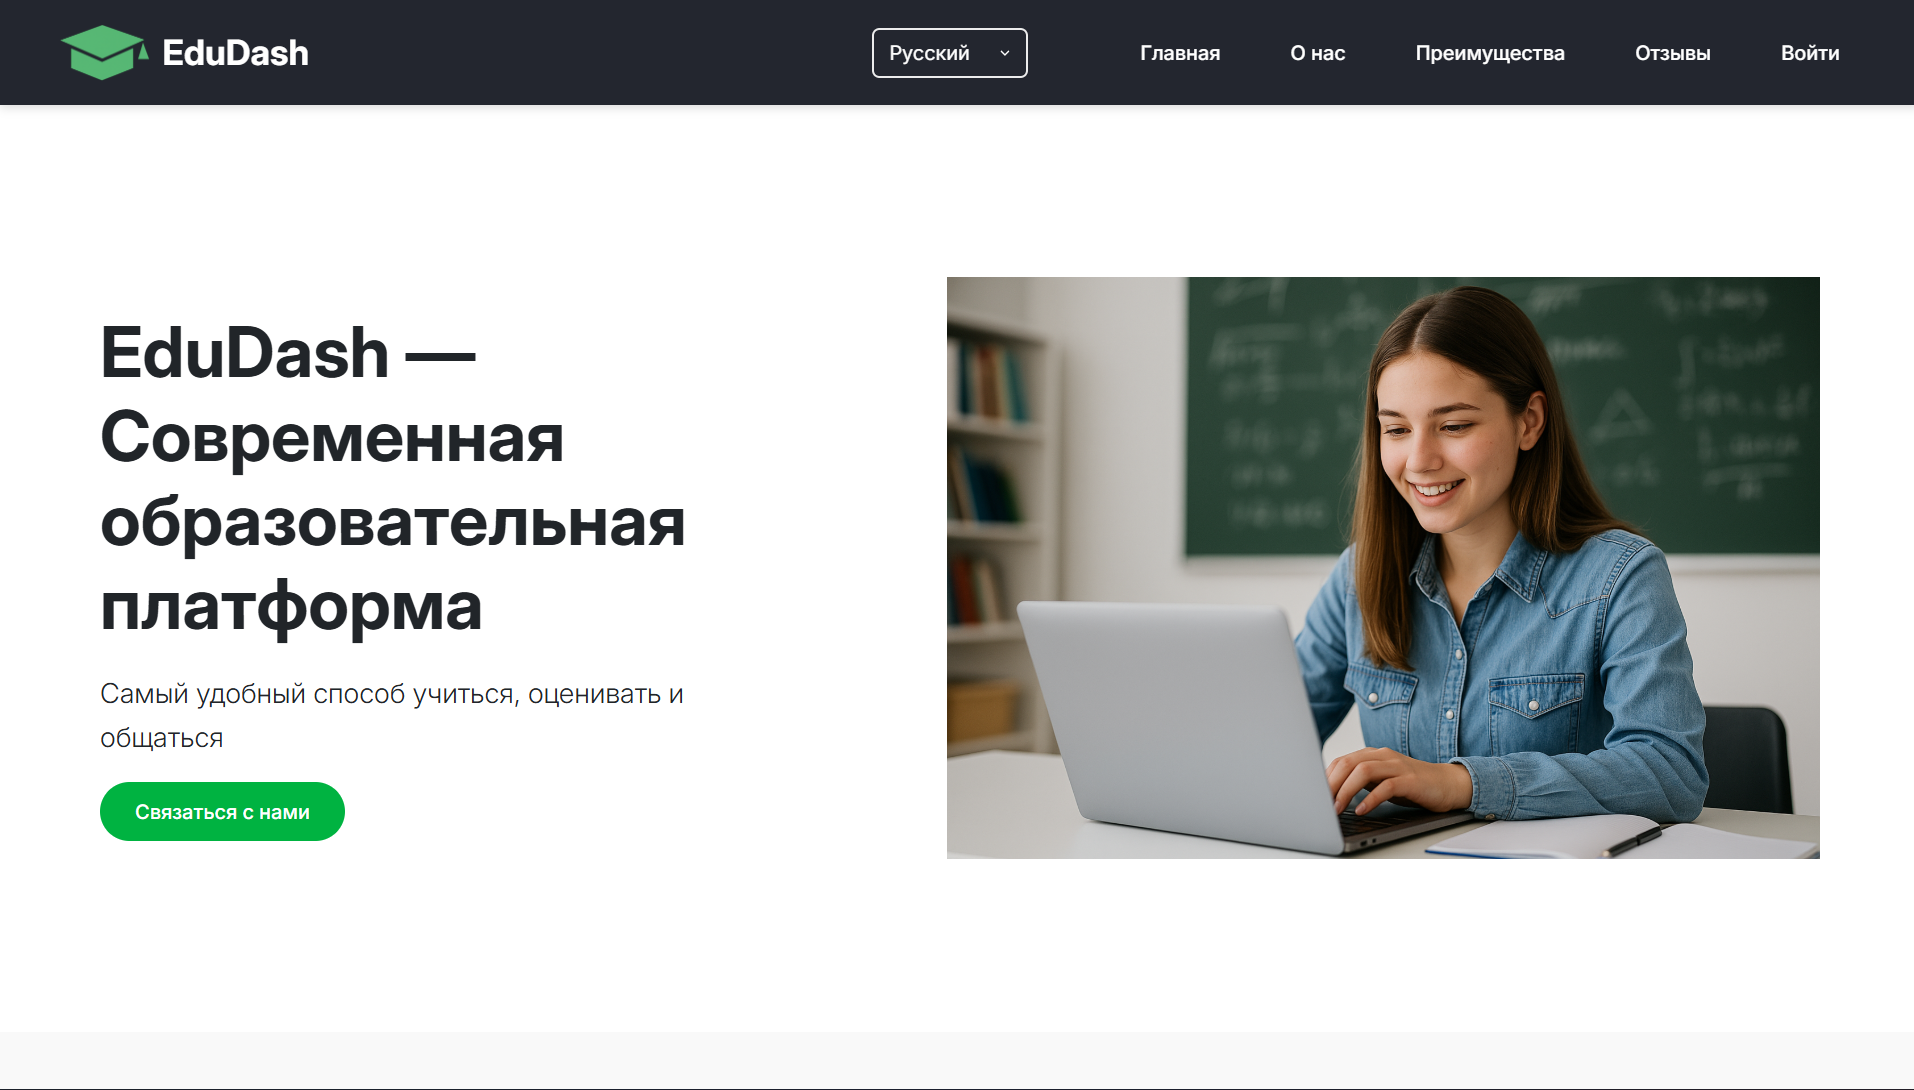 EduDash
Русский
Главная
О нас
Преимущества
Отзывы
Войти
EduDash —
Современная
образовательная
платформа
Самый удобный способ учиться, оценивать и
общаться
Связаться с нами